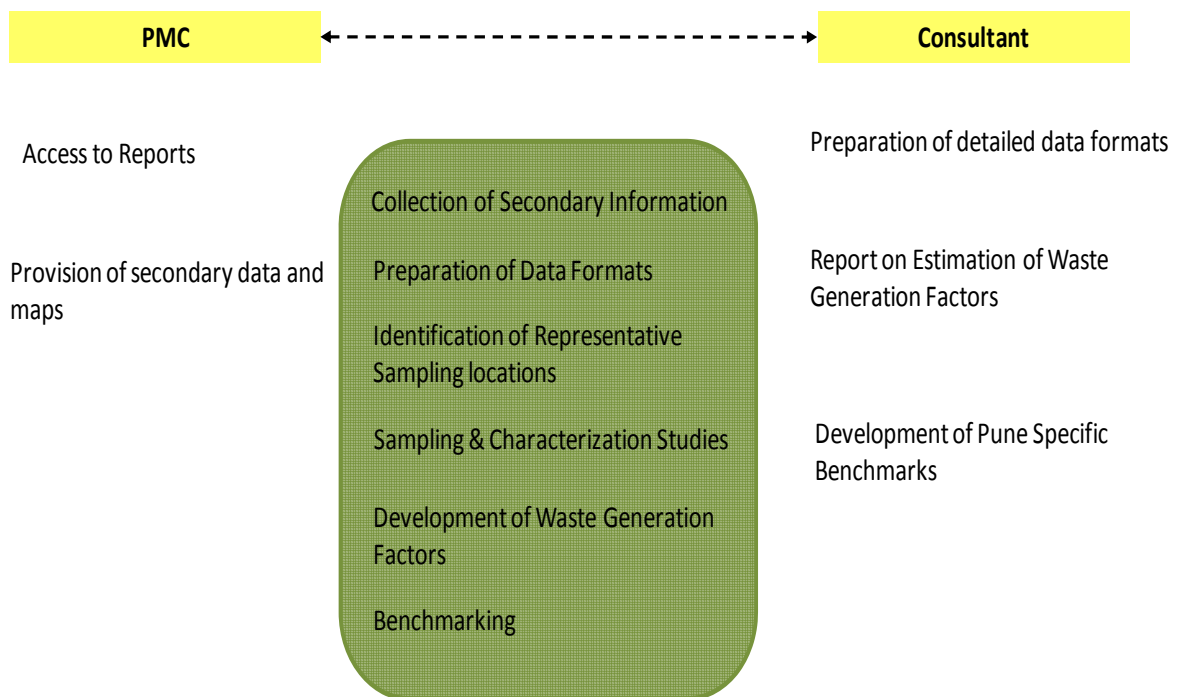 PMC
Consultant
Access to Reports
Provision of secondary data and
maps
Collection of Secondary Information
Preparation of Data Formats
Identification of Representative
Sampling locations
Sampling & Characterization Studies
Development of Waste Generation
Factors
Benchmarking
Preparation of detailed data formats
Report on Estimation of Waste
Generation Factors
Development of Pune Specific
Benchmarks